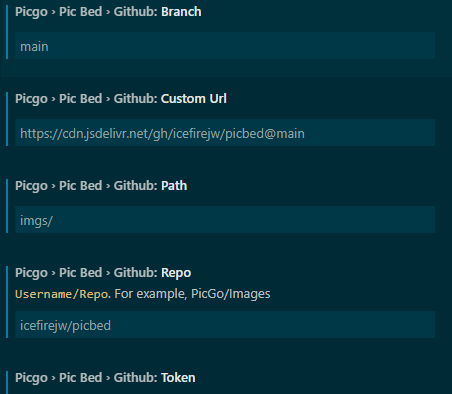 Picgo › Pic Bed › Github: Branch
main
Picgo › Pic Bed › Github: Custom Url
https://cdn.jsdelivr.net/gh/icefirejw/picbed@main
Picgo › Pic Bed › Github: Path
imgs/
Picgo › Pic Bed › Github: Repo
Username/Repo. For example, PicGo/Images
icefirejw/picbed
Picgo › Pic Bed › Github: Token